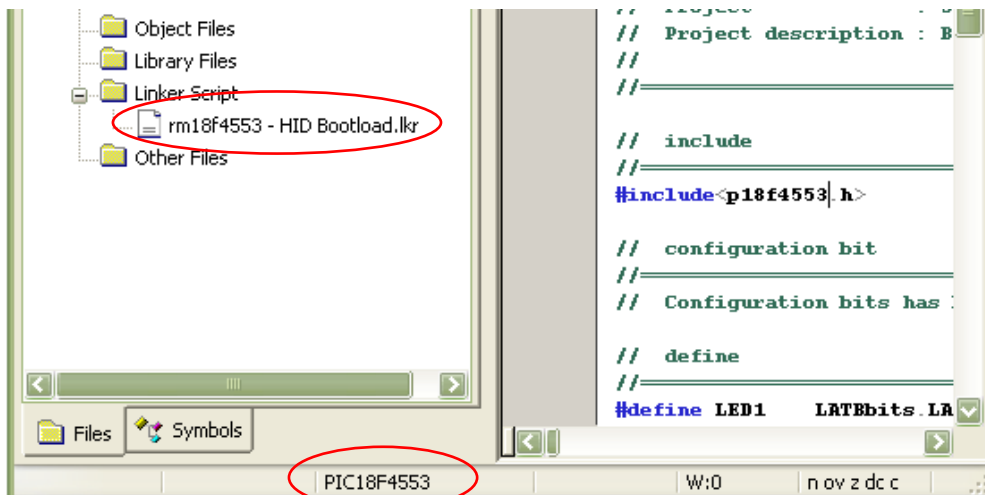 Object Files
Library Files
Linker Script
rm18f4553 - HID Bootload.lkr
Other Files
Files
Symbols
// Project : 
// Project description : B
//
//
// include
//
#include<p18f4553.h>
// configuration bit
//
// Configuration bits has
// define
//
#define LED1 LATBbits.LA
PIC18F4553
W:0
n ov z dc c